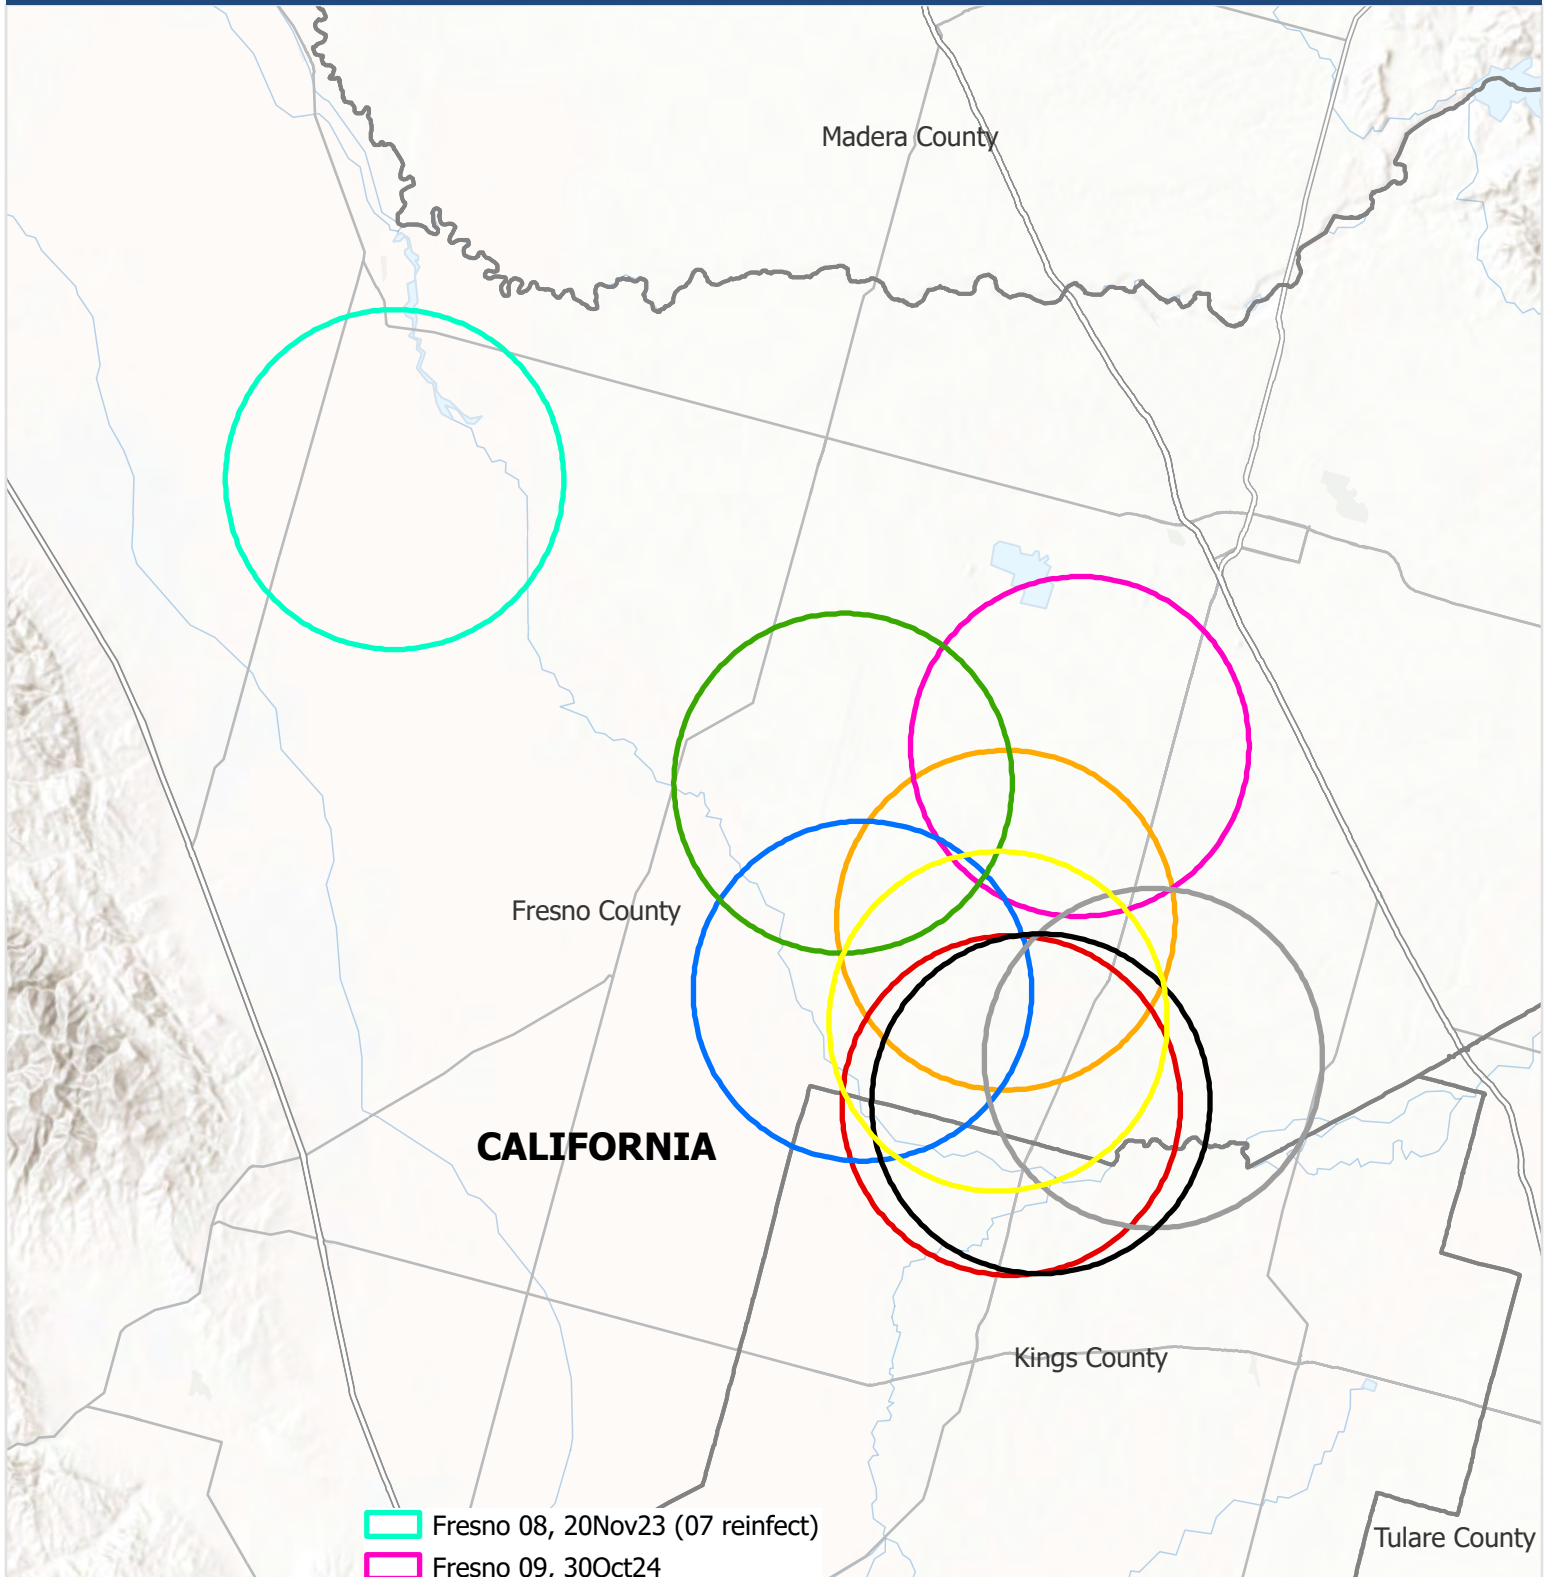 Madera County
Fresno County
CALIFORNIA
Kings County
Fresno 08, 20Nov23 (07 reinfect)
Tulare County
Fresno 09, 30Oct24